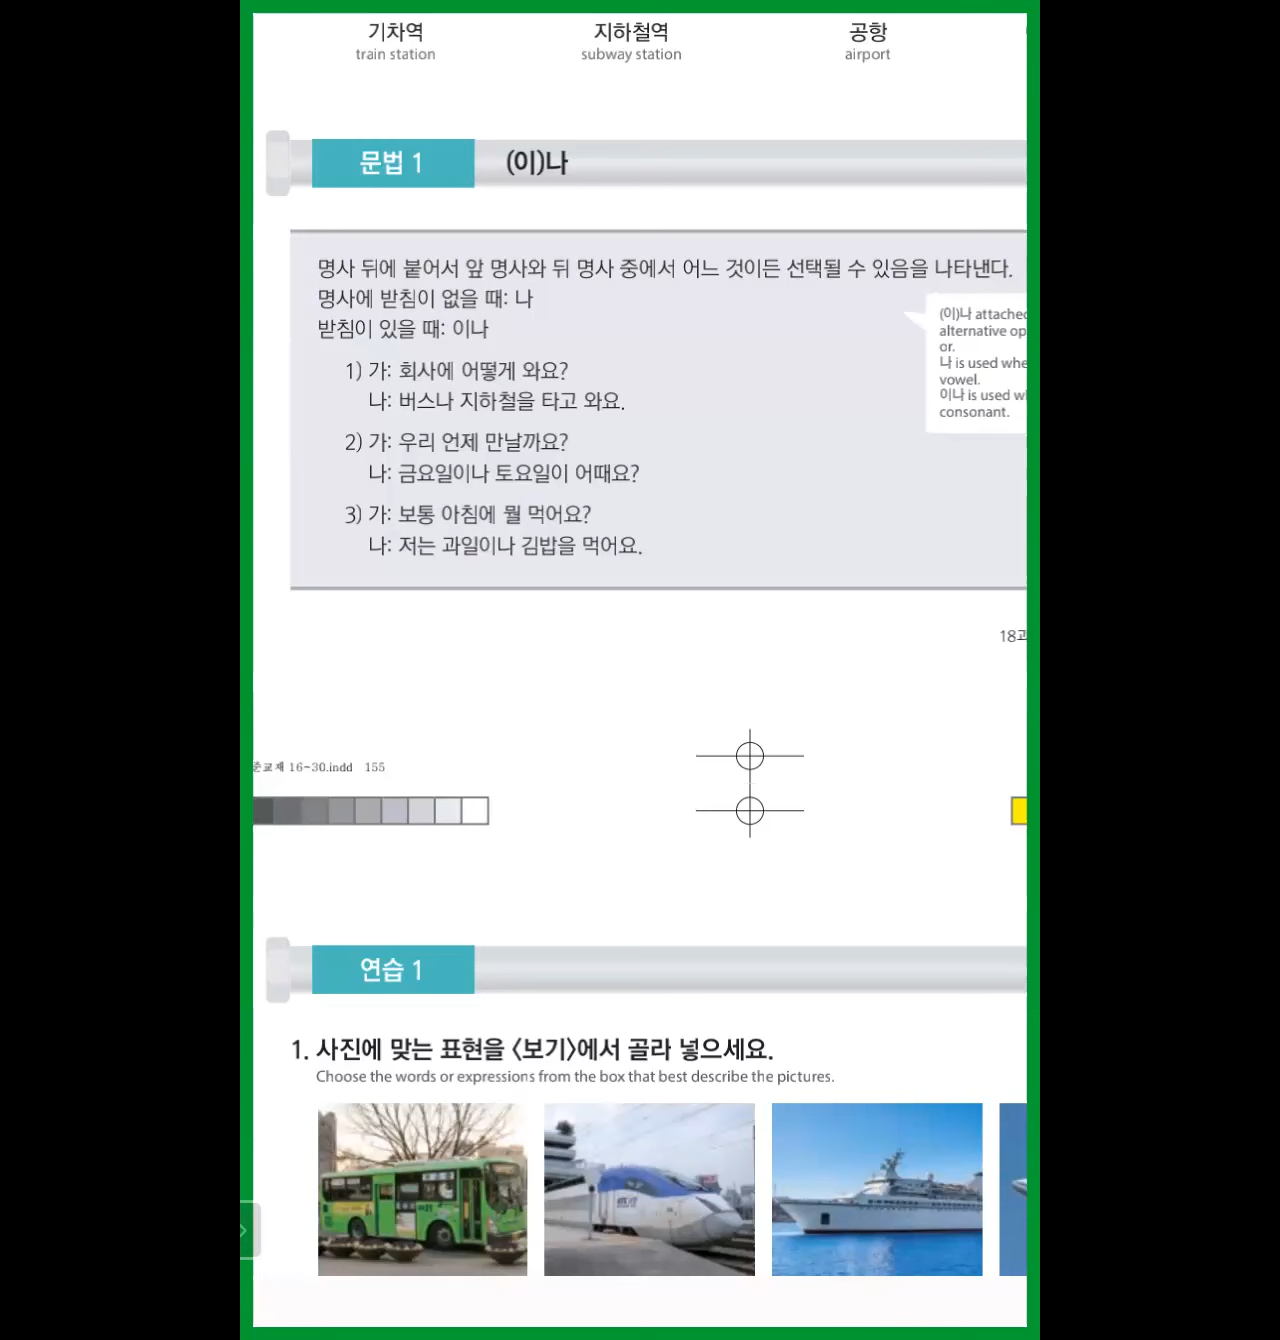 기차역 지하철역 공항
train station subway station airport
문법 1 (이)나
명사 뒤에 붙어서 앞 명사와 뒤 명사 중에서 어느 것이든 선택될 수 있음을 나타낸다.
명사에 받침이 없을 때: 나
받침이 있을 때: 이나
(이)나 attached
alternative op
or.
나 is used whe
vowel.
이나 is used w
consonant.
1) 가: 회사에 어떻게 와요?
나: 버스나 지하철을 타고 와요.
2) 가: 우리 언제 만날까요?
나: 금요일이나 토요일이 어때요?
3) 가: 보통 아침에 뭘 먹어요?
나: 저는 과일이나 김밥을 먹어요.
18과
준교재 16-30.indd 155
연습 1
1. 사진에 맞는 표현을 〈보기〉에서 골라 넣으세요.
Choose the words or expressions from the box that best describe the pictures.